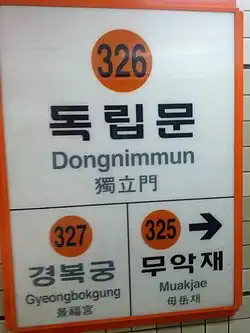 326
독립문
Dongnimmun
獨立門
327
경복궁
Gyeongbokgung
景福宮
325
무악재
Muakjae
毋岳재